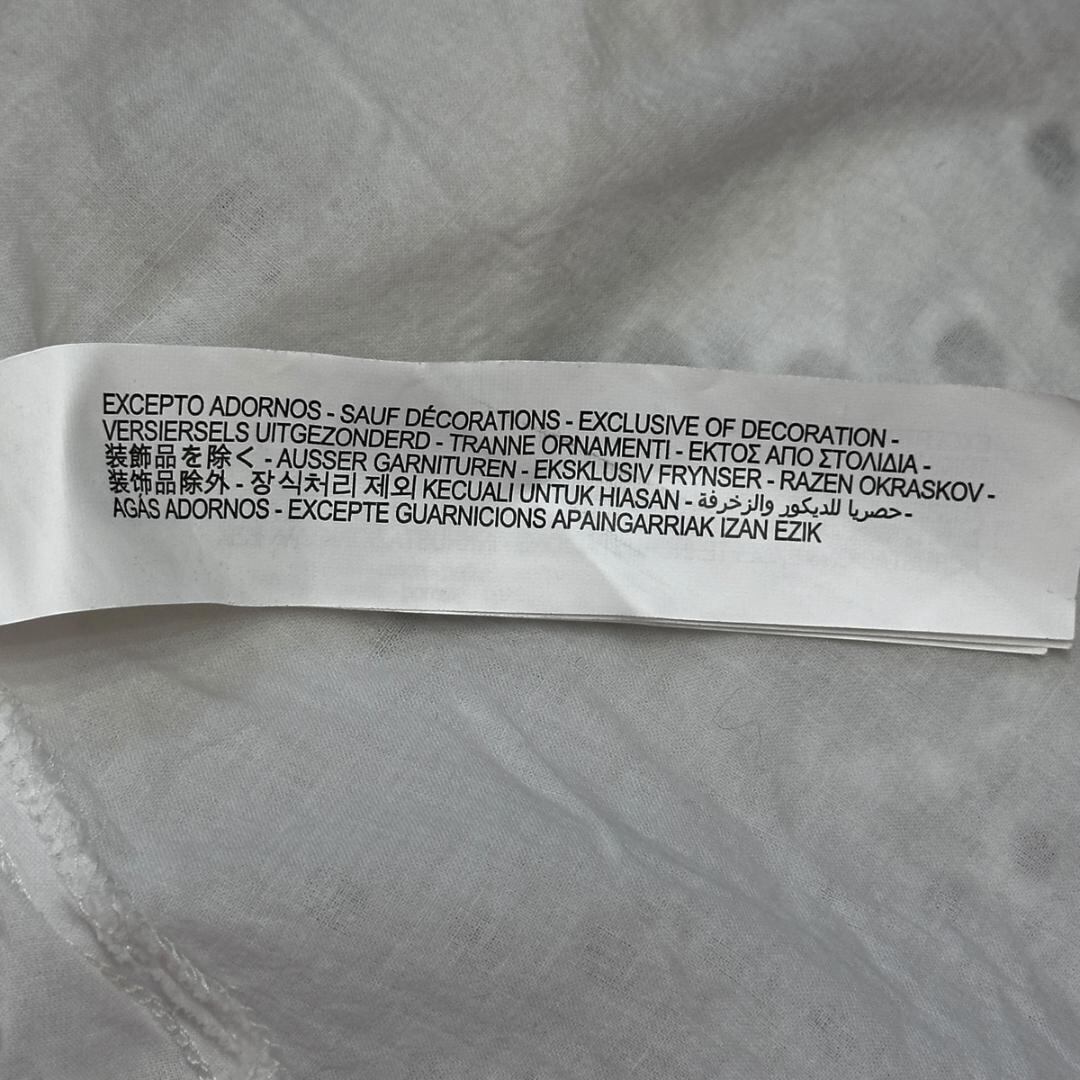 EXCEPTO ADORNOS - SAUF DÉCORATIONS - EXCLUSIVE OF DECORATION -
VERSIERSELS UITGEZONDERD - TRANNE ORNAMENTI - ΕΚΤΟΣ ΑΠΟ ΣΤΟΛΙΔΙΑ -
装飾品を除く - AUSSER GARNITUREN - EKSKLUSIV FRYNSER - RAZEN OKRASKOV -
装饰品除外 - 장식처리 제외 KECUALI UNTUK HIASAN - حصريا للديكور والزخرفة -
AGÁS ADORNOS - EXCEPTE GUARNICIONS APAINGARRIAK IZAN EZIK